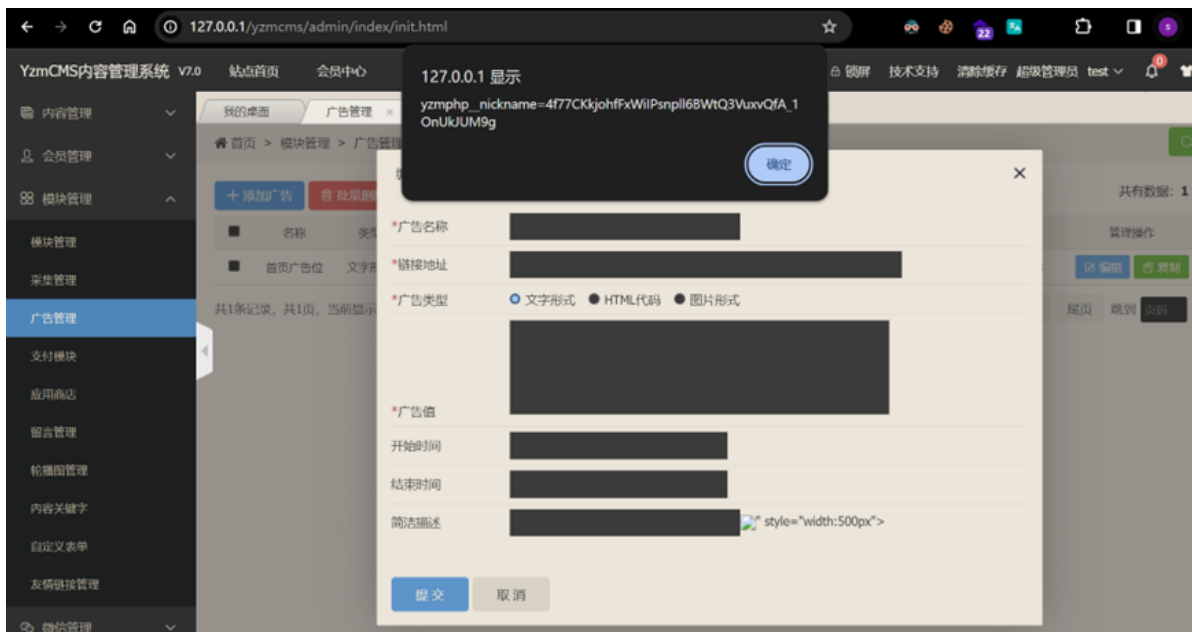 127.0.0.1/yzmcms/admin/index/init.html
22
s
YzmCMS内容管理系统 V7.0 站点首页 会员中心
锁屏 技术支持 清除缓存 超级管理员 test
127.0.0.1 显示
yzmphp__nickname=4f77CKkjohfFxWiIPsnpll6BWtQ3VuxvQfA_1
OnUkJUM9g
确定
内容管理
会员管理
模块管理
模块管理
采集管理
广告管理
支付模块
应用商店
留言管理
轮播图管理
内容关键字
自定义表单
友情链接管理
微信管理
我的桌面 广告管理 ×
首页 > 模块管理 > 广告管理
+ 添加广告 批量删
共有数据: 1
名称 类型
管理操作
首页广告位 文字形
编辑 复制
共1条记录, 共1页, 当前显示
尾页 跳到 页码
×
*广告名称
*链接地址
*广告类型 文字形式 HTML代码 图片形式
*广告值
开始时间
结束时间
简洁描述 " style="width:500px">
提交 取消